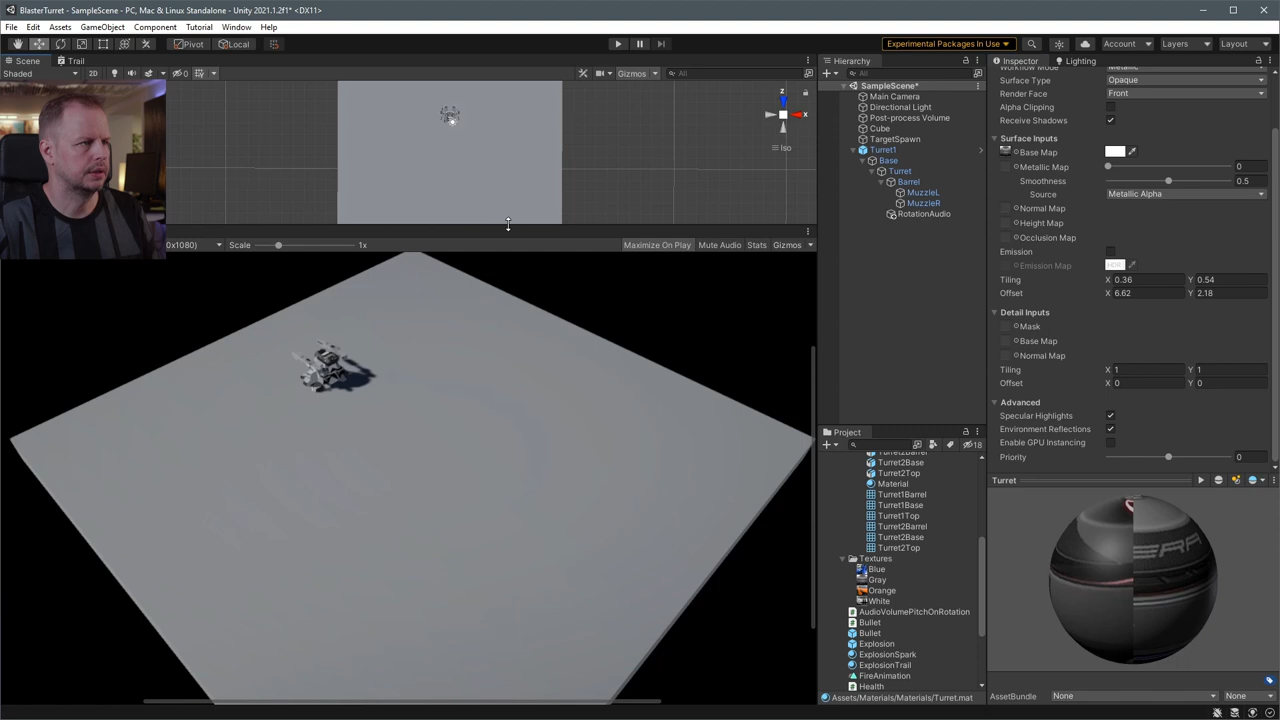 BlasterTurret - SampleScene - PC, Mac & Linux Standalone - Unity 2021.1.2f1* <DX11>
File Edit Assets GameObject Component Tutorial Window Help
Pivot Local
Experimental Packages In Use Account Layers Layout
Scene Trail
Shaded 2D 0 Gizmos All
z
x
Iso
0x1080) Scale 1x Maximize On Play Mute Audio Stats Gizmos
Hierarchy
All
SampleScene*
Main Camera
Directional Light
Post-process Volume
Cube
TargetSpawn
Turret1
Base
Turret
Barrel
MuzzleL
MuzzleR
RotationAudio
Project
18
Turret2Barrel
Turret2Base
Turret2Top
Material
Turret1Barrel
Turret1Base
Turret1Top
Turret2Barrel
Turret2Base
Turret2Top
Textures
Blue
Gray
Orange
White
AudioVolumePitchOnRotation
Bullet
Bullet
Explosion
ExplosionSpark
ExplosionTrail
FireAnimation
Health
Assets/Materials/Materials/Turret.mat
Inspector Lighting
Workflow Mode Metallic
Surface Type Opaque
Render Face Front
Alpha Clipping
Receive Shadows
Surface Inputs
Base Map
Metallic Map 0
Smoothness 0.5
Source Metallic Alpha
Normal Map
Height Map
Occlusion Map
Emission
Emission Map HDR
Tiling X 0.36 Y 0.54
Offset X 6.62 Y 2.18
Detail Inputs
Mask
Base Map
Normal Map
Tiling X 1 Y 1
Offset X 0 Y 0
Advanced
Specular Highlights
Environment Reflections
Enable GPU Instancing
Priority 0
Turret
AssetBundle None None